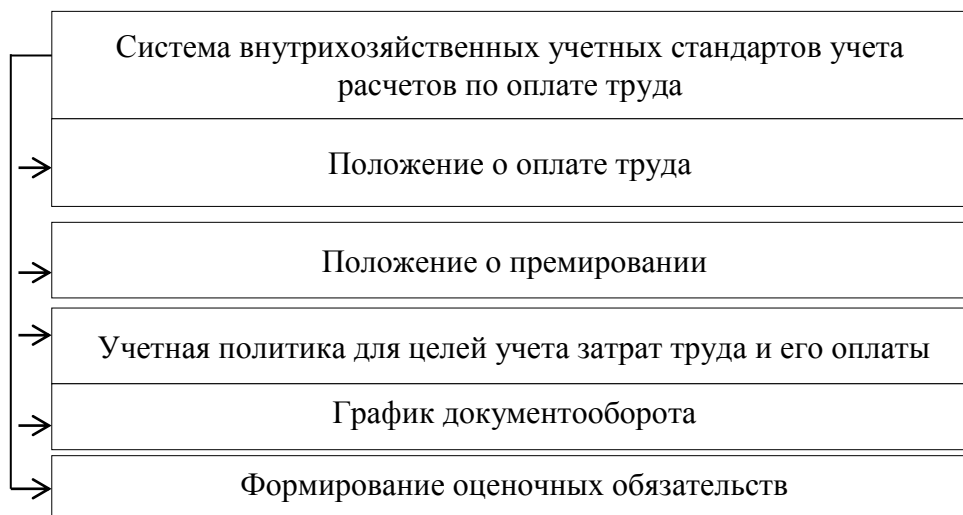 Система внутрихозяйственных учетных стандартов учета
расчетов по оплате труда
Положение о оплате труда
Положение о премировании
Учетная политика для целей учета затрат труда и его оплаты
График документооборота
Формирование оценочных обязательств